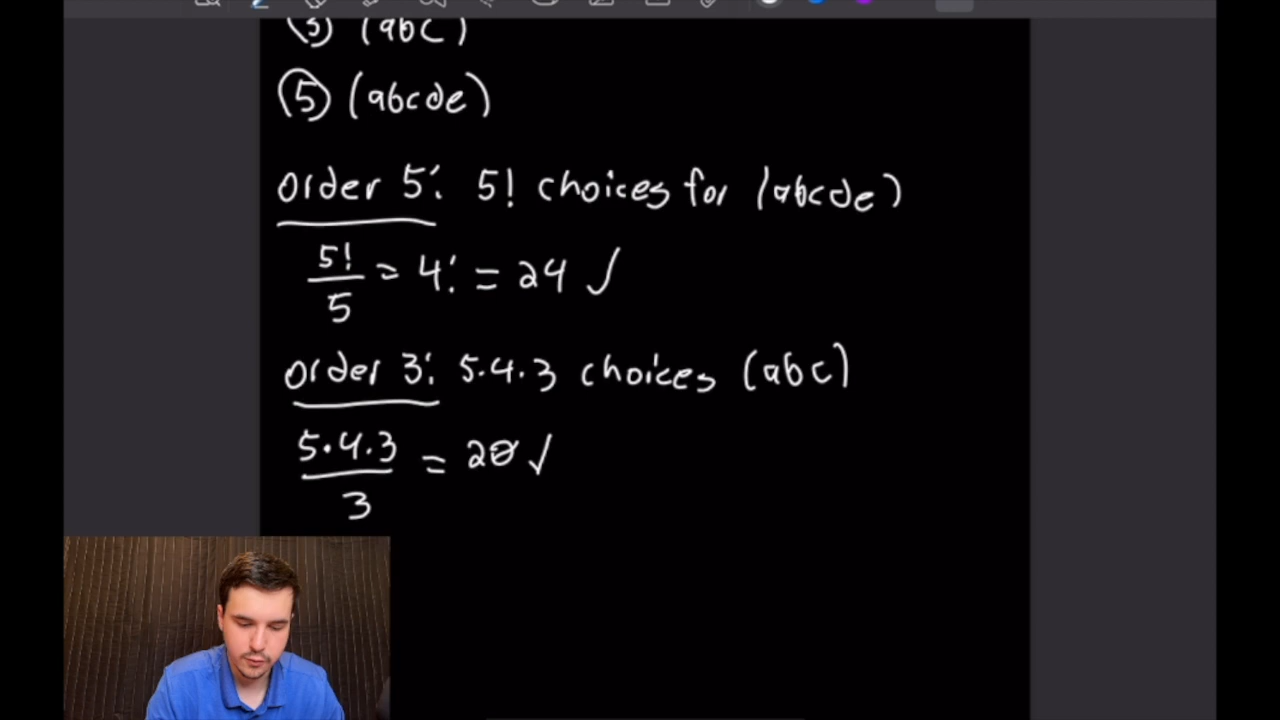 (3) (abc)
(5) (abcde)
order 5: 5! choices for (abcde)
5!/5 = 4! = 24 ✓
order 3: 5.4.3 choices (abc)
5.4.3/3 = 20 ✓